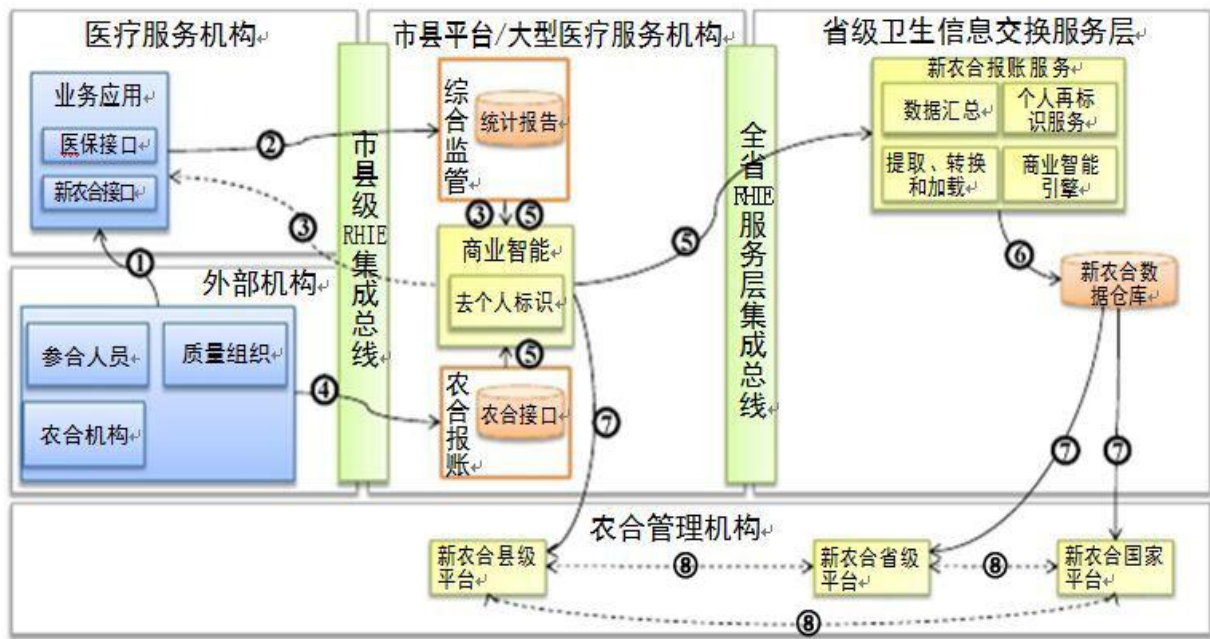 医疗服务机构
业务应用
医保接口
新农合接口
②
③
①
外部机构
参合人员
质量组织
农合机构
④
市县级RHIE集成总线
市县平台/大型医疗服务机构
综合监管
统计报告
③
⑤
商业智能
去个人标识
⑤
农合报账
农合接口
⑤
⑦
全省RHIE服务层集成总线
省级卫生信息交换服务层
新农合报账服务
数据汇总
个人再标
识服务
提取、转换
和加载
商业智能
引擎
⑥
新农合数
据仓库
⑦
⑦
农合管理机构
新农合县级
平台
⑧
新农合省级
平台
⑧
新农合国家
平台
⑧